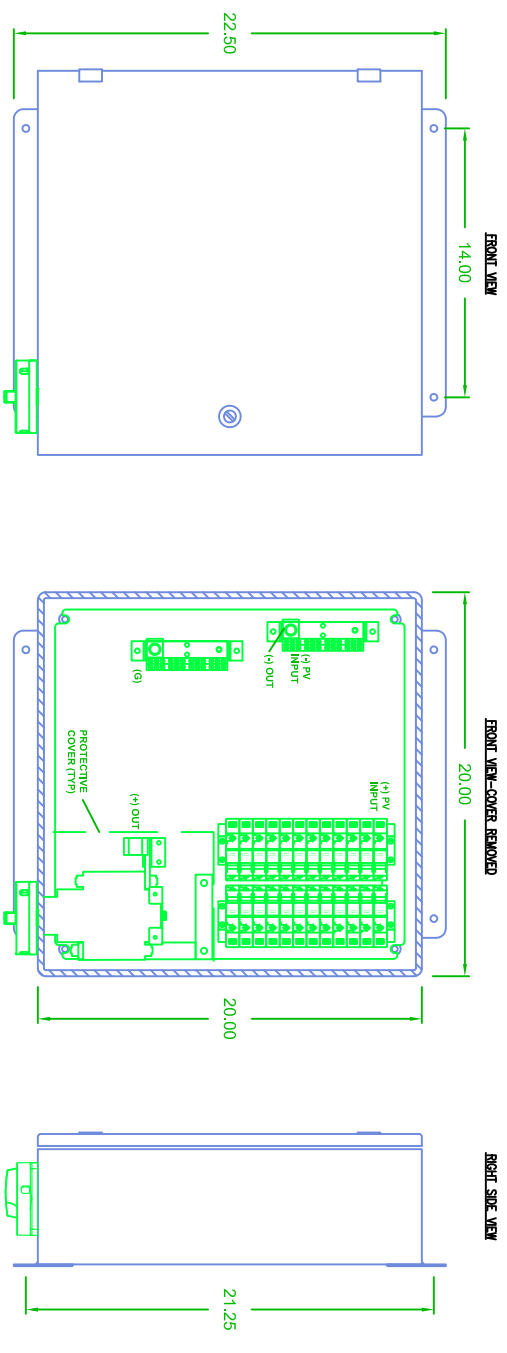 FRONT VIEW
14.00
22.50
FRONT VIEW-COVER REMOVED
20.00
(-) PV
INPUT
(-) OUT
(G)
(+) PV
INPUT
(+) OUT
PROTECTIVE
COVER (TYP)
20.00
RIGHT SIDE VIEW
21.25